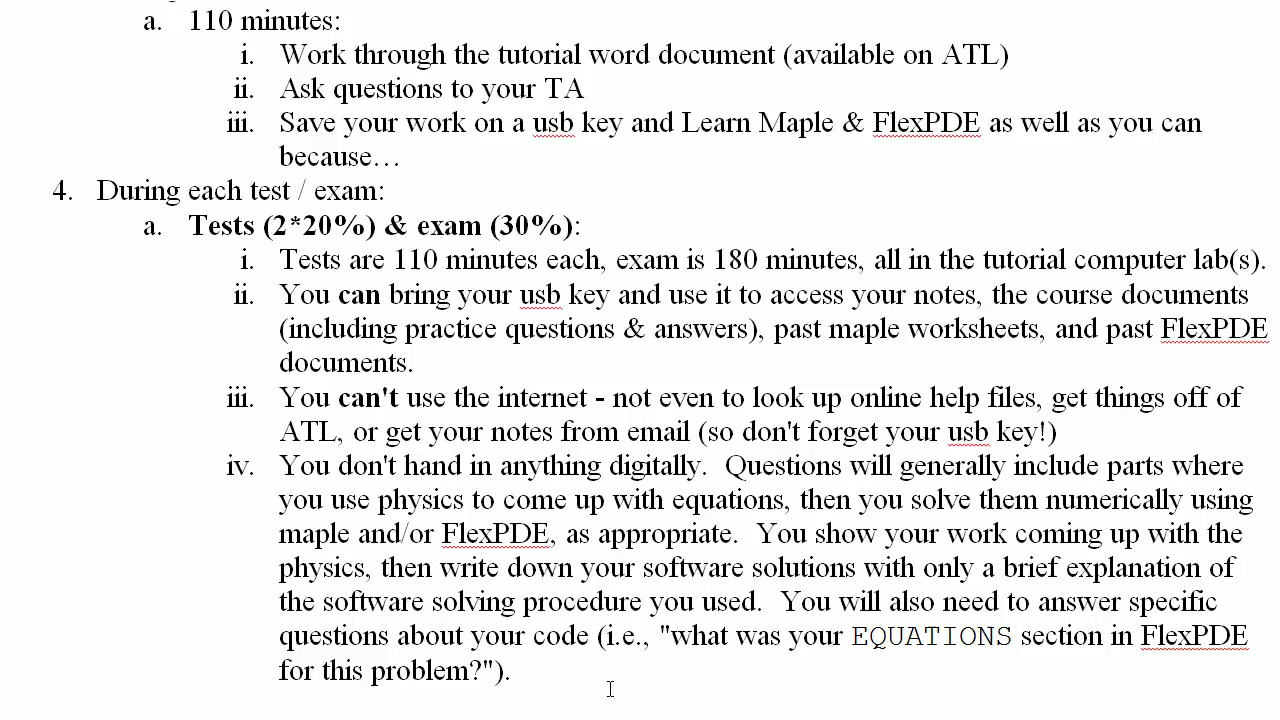 a. 110 minutes:
i. Work through the tutorial word document (available on ATL)
ii. Ask questions to your TA
iii. Save your work on a usb key and Learn Maple & FlexPDE as well as you can
because…
4. During each test / exam:
a. Tests (2*20%) & exam (30%):
i. Tests are 110 minutes each, exam is 180 minutes, all in the tutorial computer lab(s).
ii. You can bring your usb key and use it to access your notes, the course documents
(including practice questions & answers), past maple worksheets, and past FlexPDE
documents.
iii. You can't use the internet - not even to look up online help files, get things off of
ATL, or get your notes from email (so don't forget your usb key!)
iv. You don't hand in anything digitally.  Questions will generally include parts where
you use physics to come up with equations, then you solve them numerically using
maple and/or FlexPDE, as appropriate.  You show your work coming up with the
physics, then write down your software solutions with only a brief explanation of
the software solving procedure you used.  You will also need to answer specific
questions about your code (i.e., "what was your EQUATIONS section in FlexPDE
for this problem?").